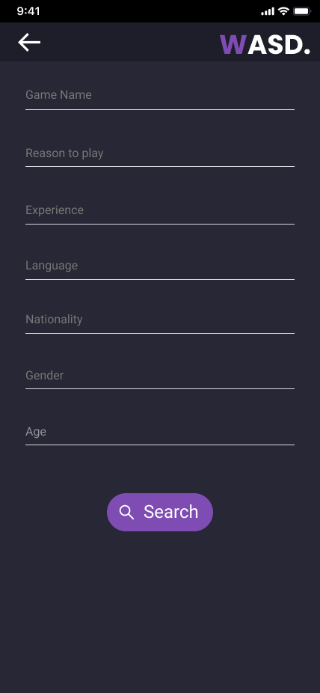 9:41
WASD.
Game Name
Reason to play
Experience
Language
Nationality
Gender
Age
Search